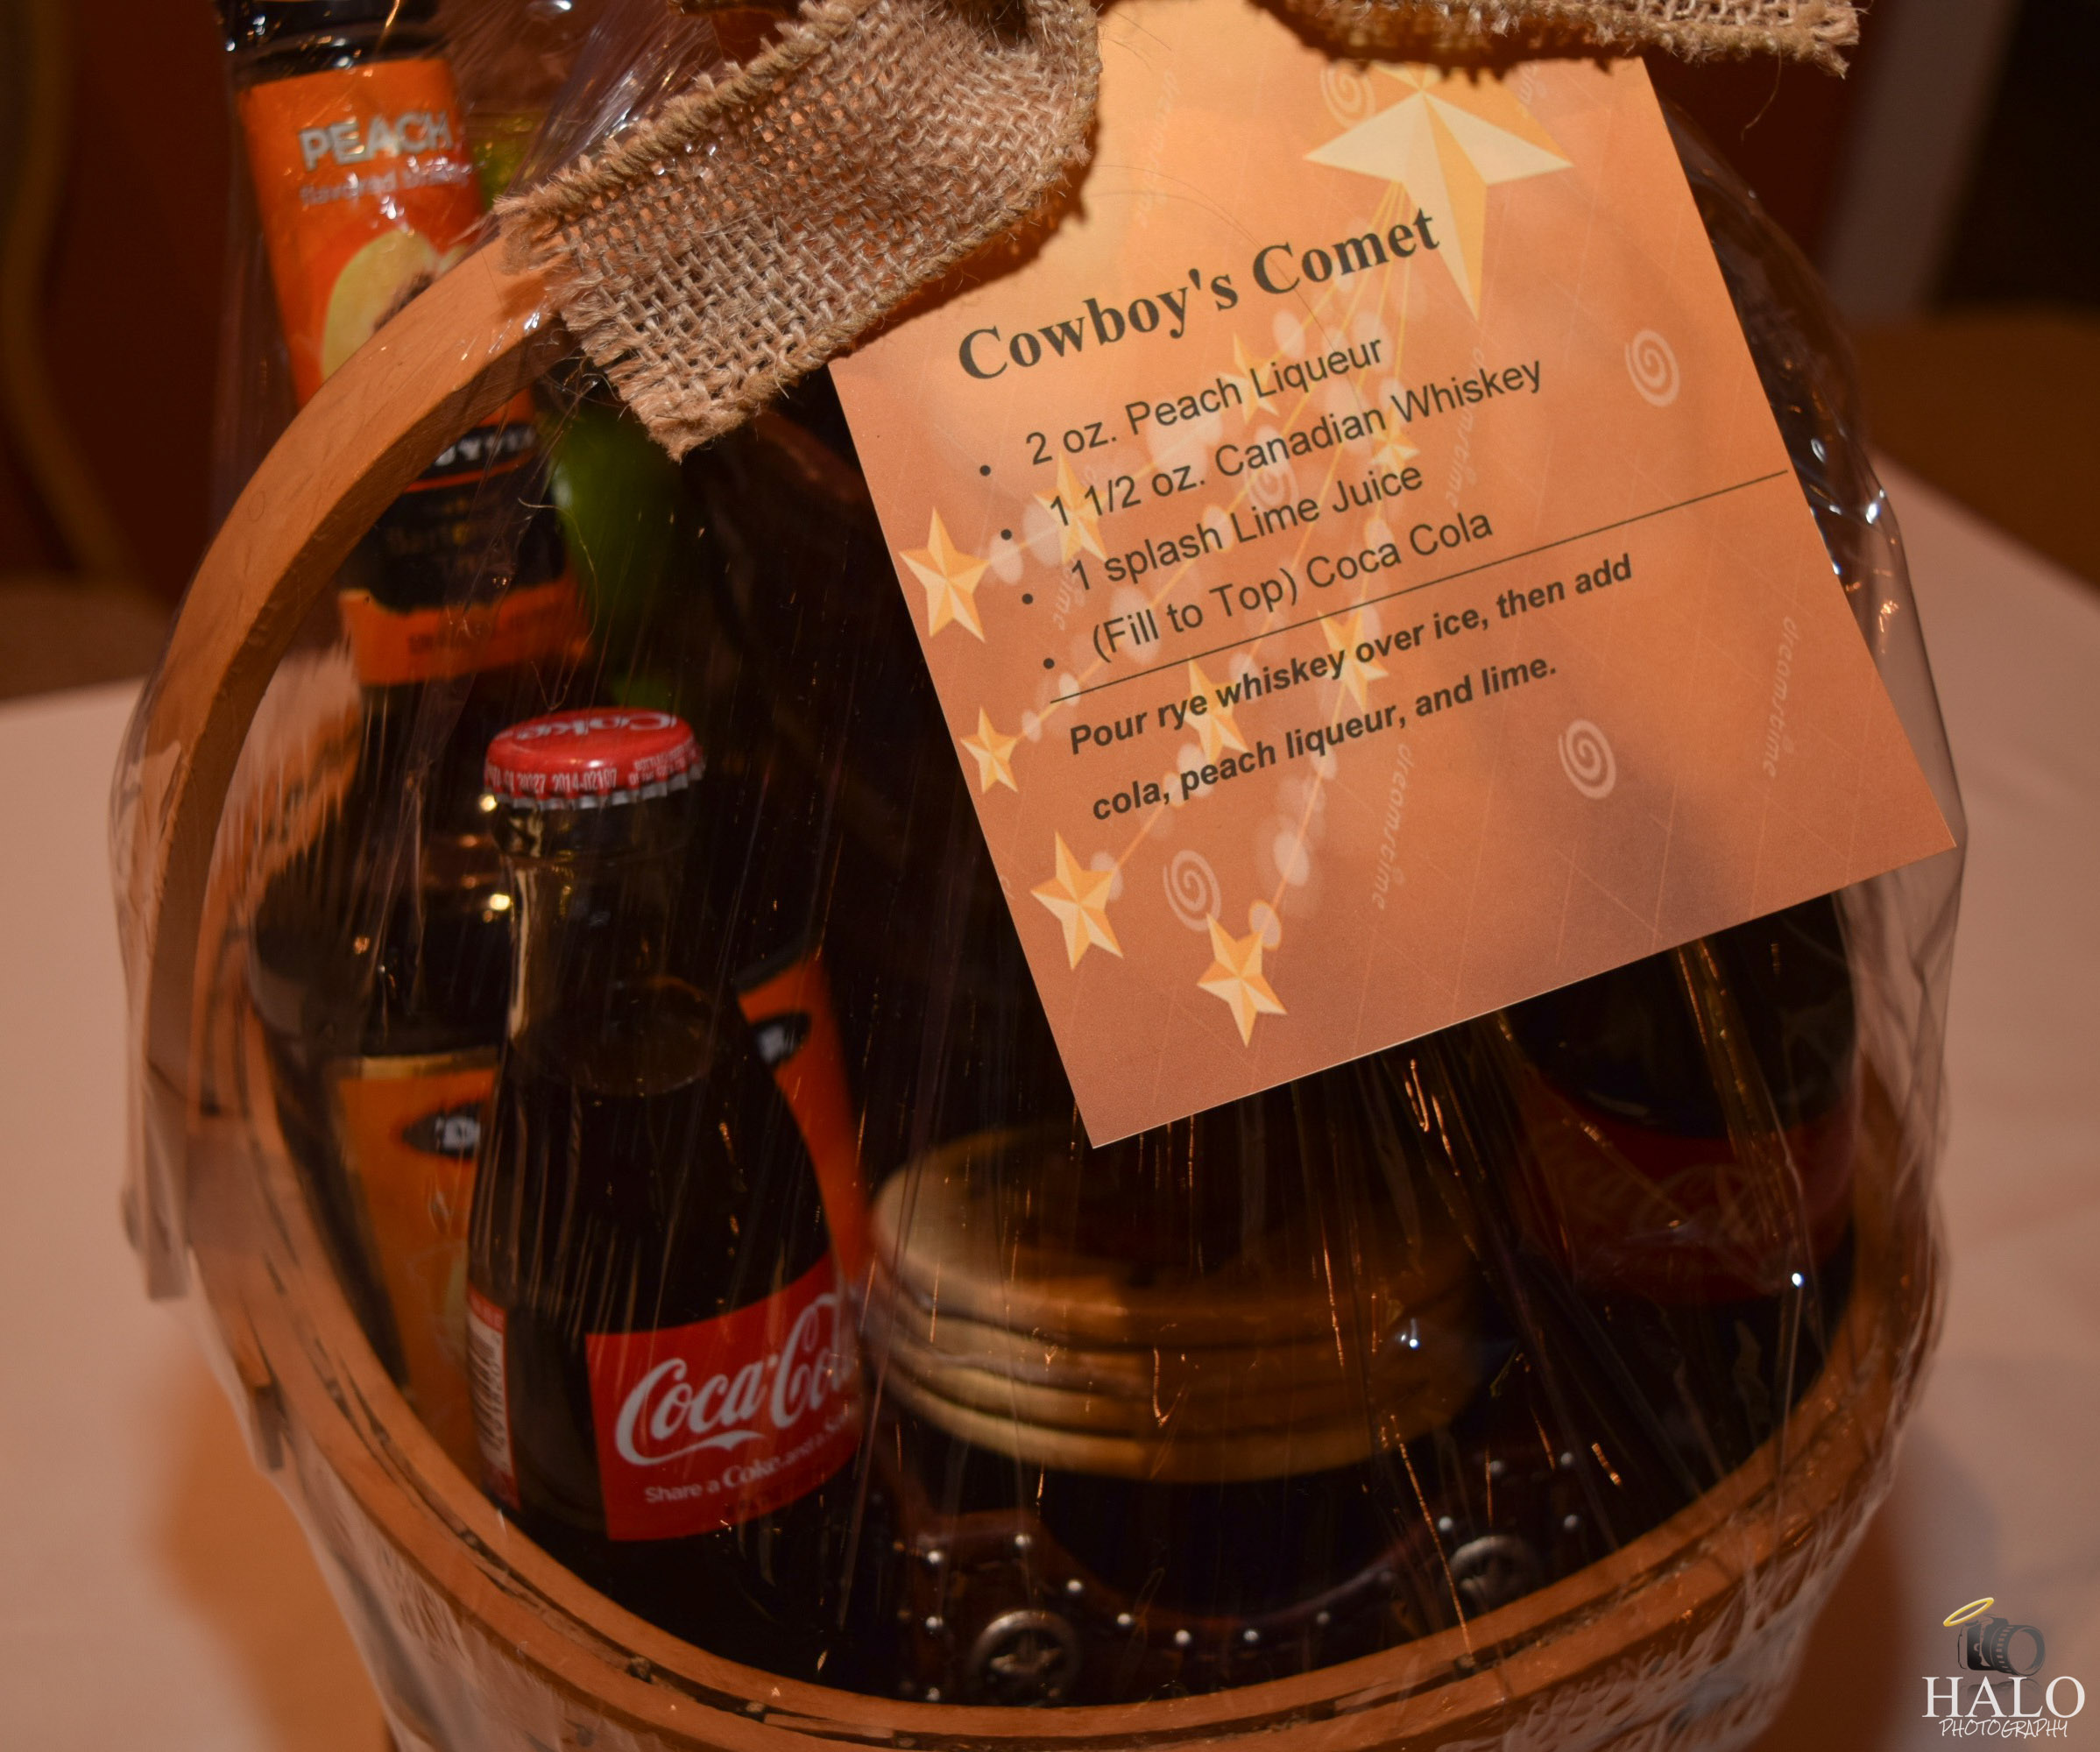 PEACH
Cowboy's Comet
• 2 oz. Peach Liqueur
• 1 1/2 oz. Canadian Whiskey
• 1 splash Lime Juice
• (Fill to Top) Coca Cola
Pour rye whiskey over ice, then add
cola, peach liqueur, and lime.
dreamstime
dreamstime
Coke
Coca-Cola
Share a Coke
HALO
PHOTOGRAPHY